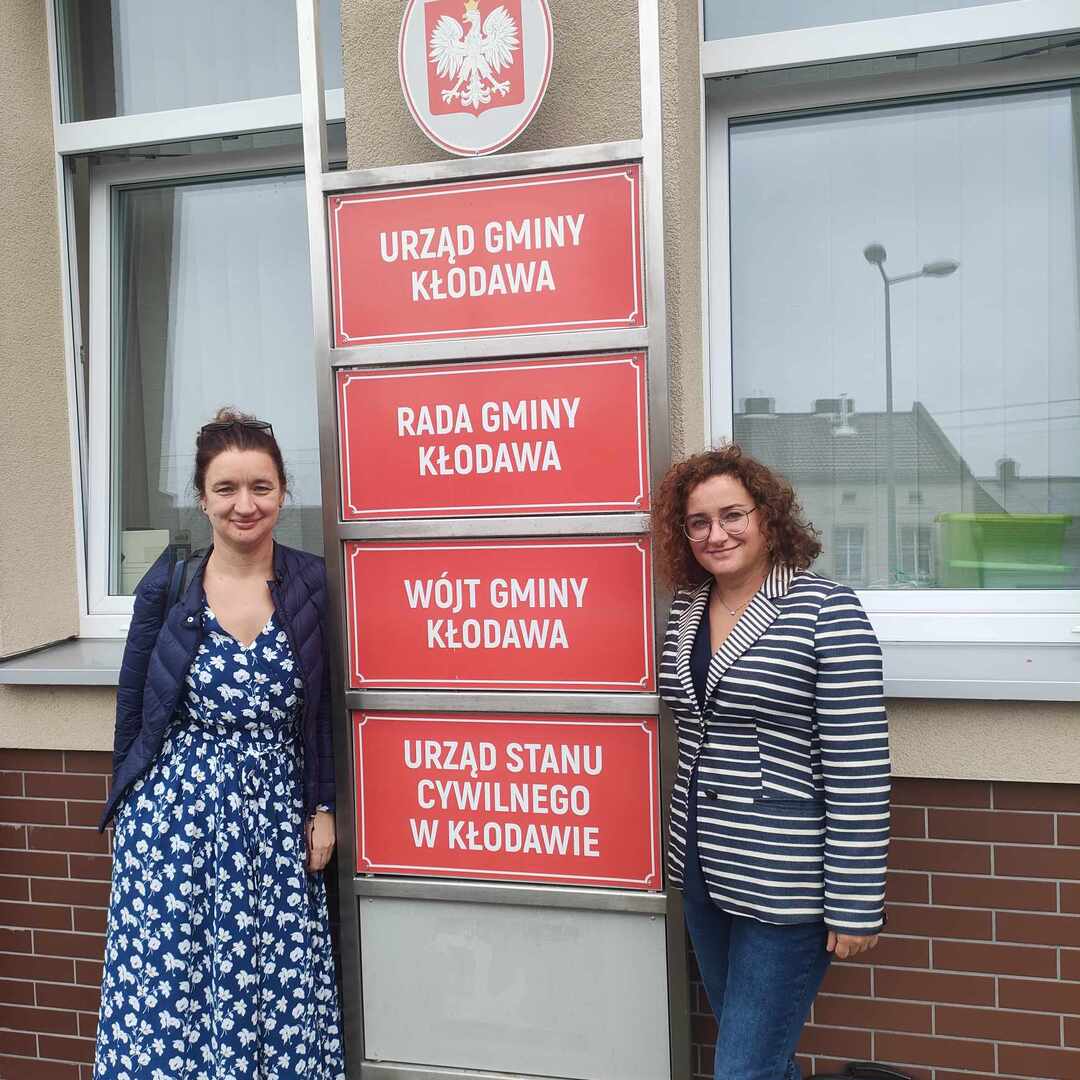 URZĄD GMINY
KŁODAWA
RADA GMINY
KŁODAWA
WÓJT GMINY
KŁODAWA
URZĄD STANU
CYWILNEGO
W KŁODAWIE